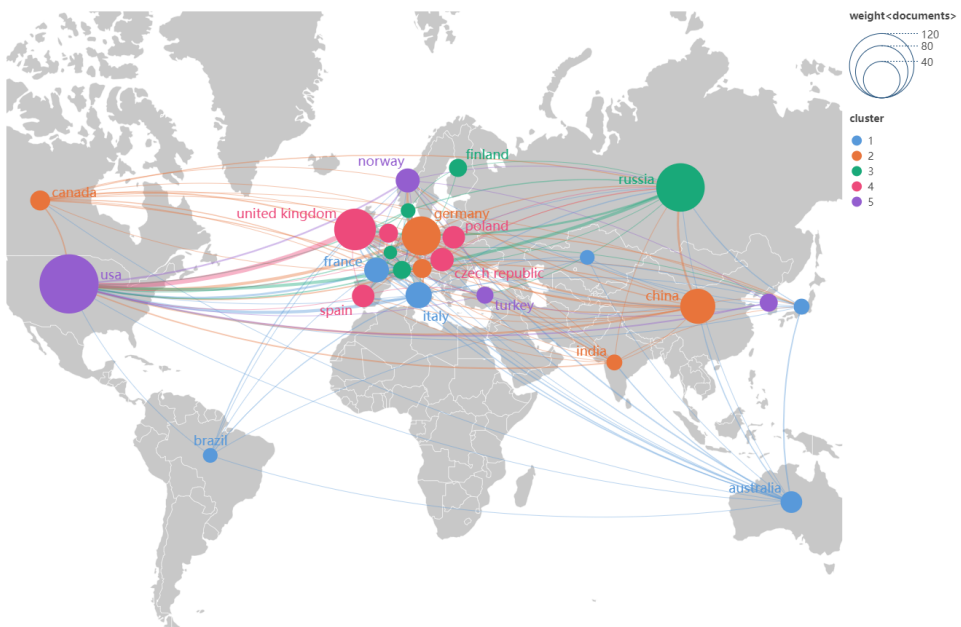 weight<documents>
120
80
40
cluster
1
2
3
4
5
norway
finland
canada
russia
united kingdom
germany
poland
france
czech republic
usa
china
spain
italy
turkey
india
brazil
australia